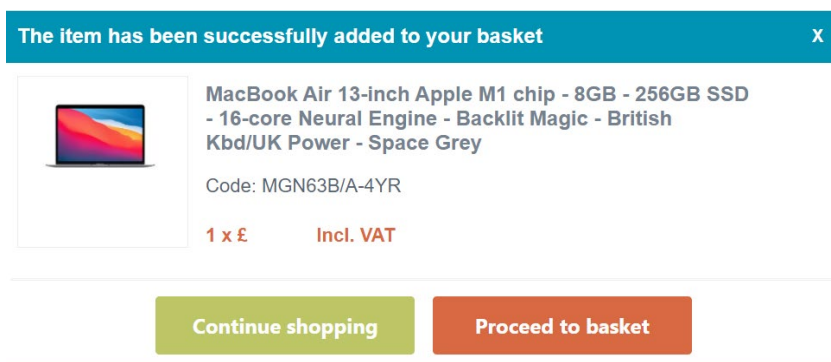 The item has been successfully added to your basket X
MacBook Air 13-inch Apple M1 chip - 8GB - 256GB SSD
- 16-core Neural Engine - Backlit Magic - British
Kbd/UK Power - Space Grey
Code: MGN63B/A-4YR
1 x £ Incl. VAT
Continue shopping Proceed to basket